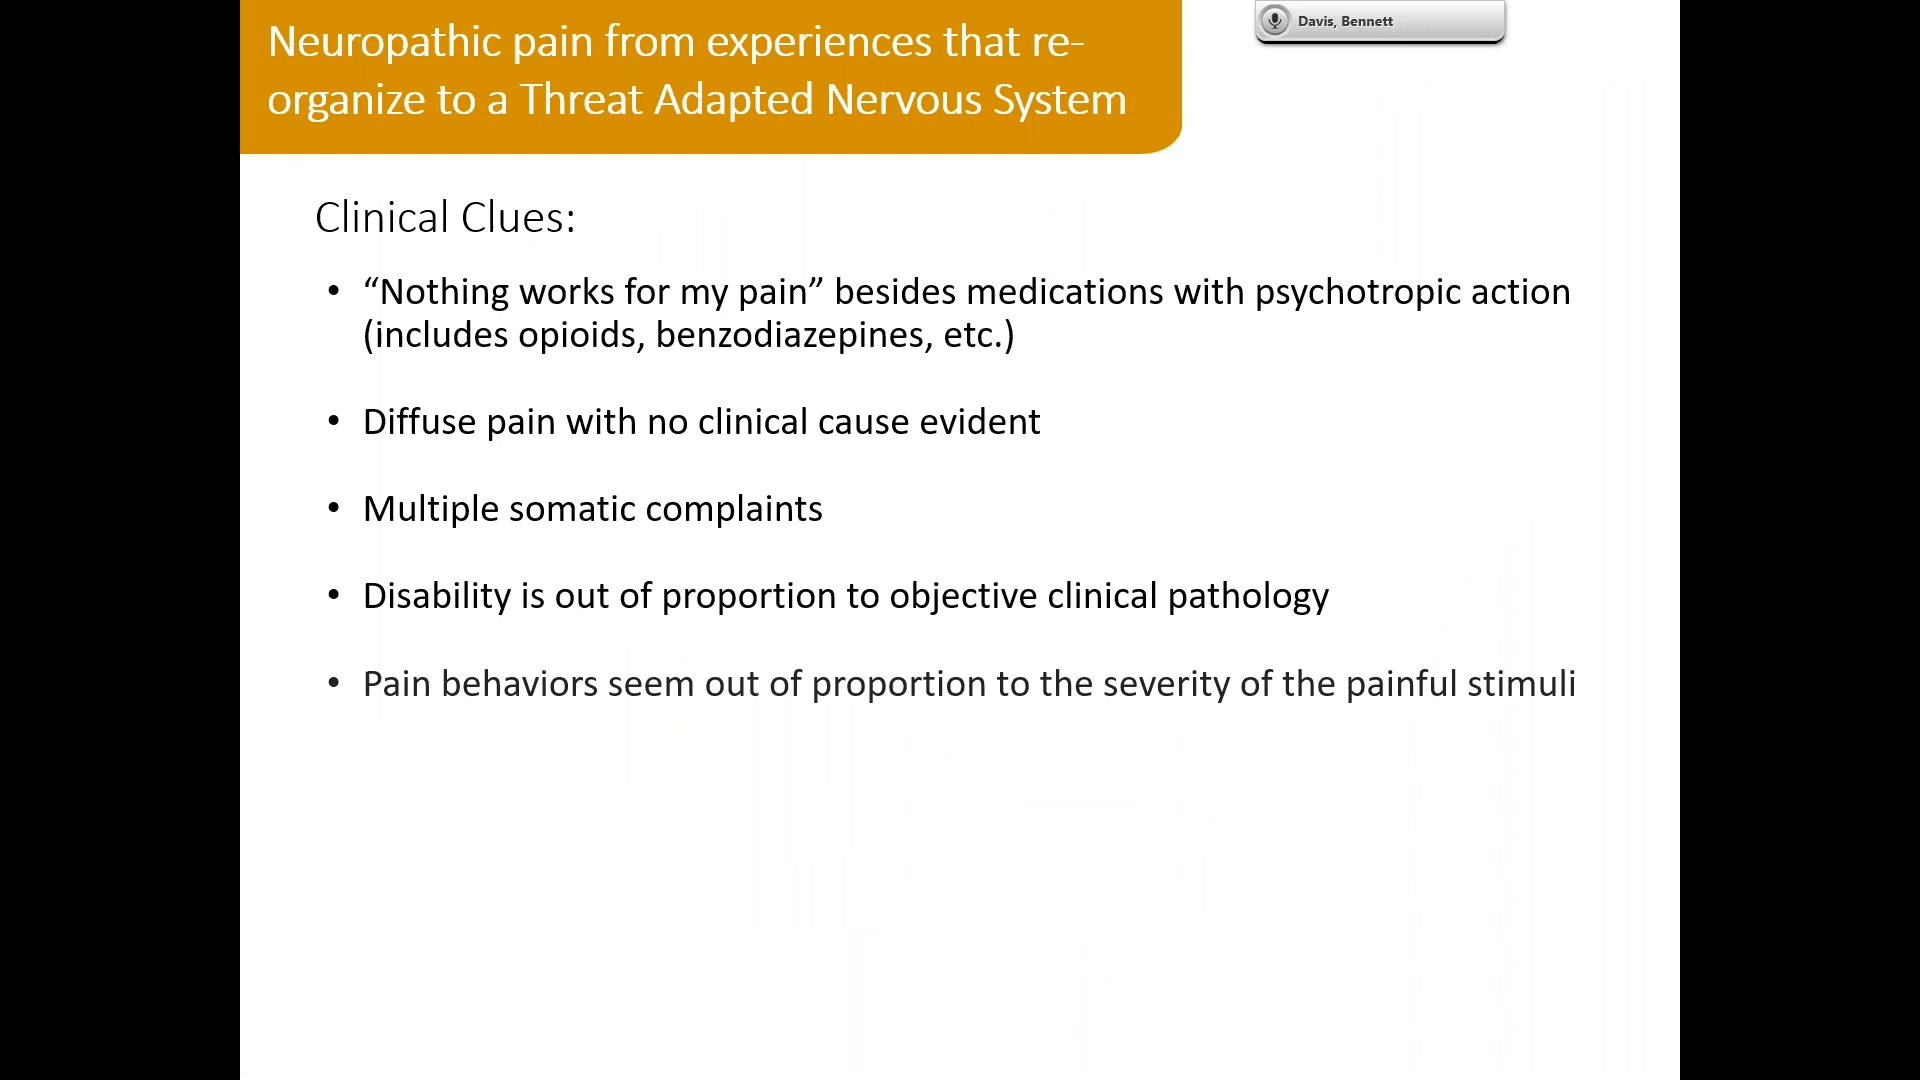 Neuropathic pain from experiences that re-
organize to a Threat Adapted Nervous System
Davis, Bennett
Clinical Clues:
• “Nothing works for my pain” besides medications with psychotropic action
(includes opioids, benzodiazepines, etc.)
• Diffuse pain with no clinical cause evident
• Multiple somatic complaints
• Disability is out of proportion to objective clinical pathology
• Pain behaviors seem out of proportion to the severity of the painful stimuli